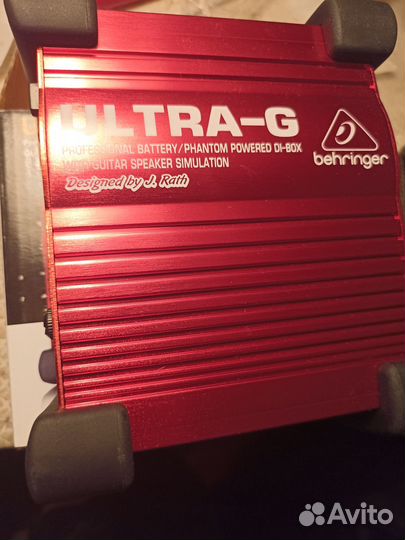 ULTRA-G
PROFESSIONAL BATTERY/PHANTOM POWERED DI-BOX
WITH GUITAR SPEAKER SIMULATION
Designed by J. Rath
behringer
Avito